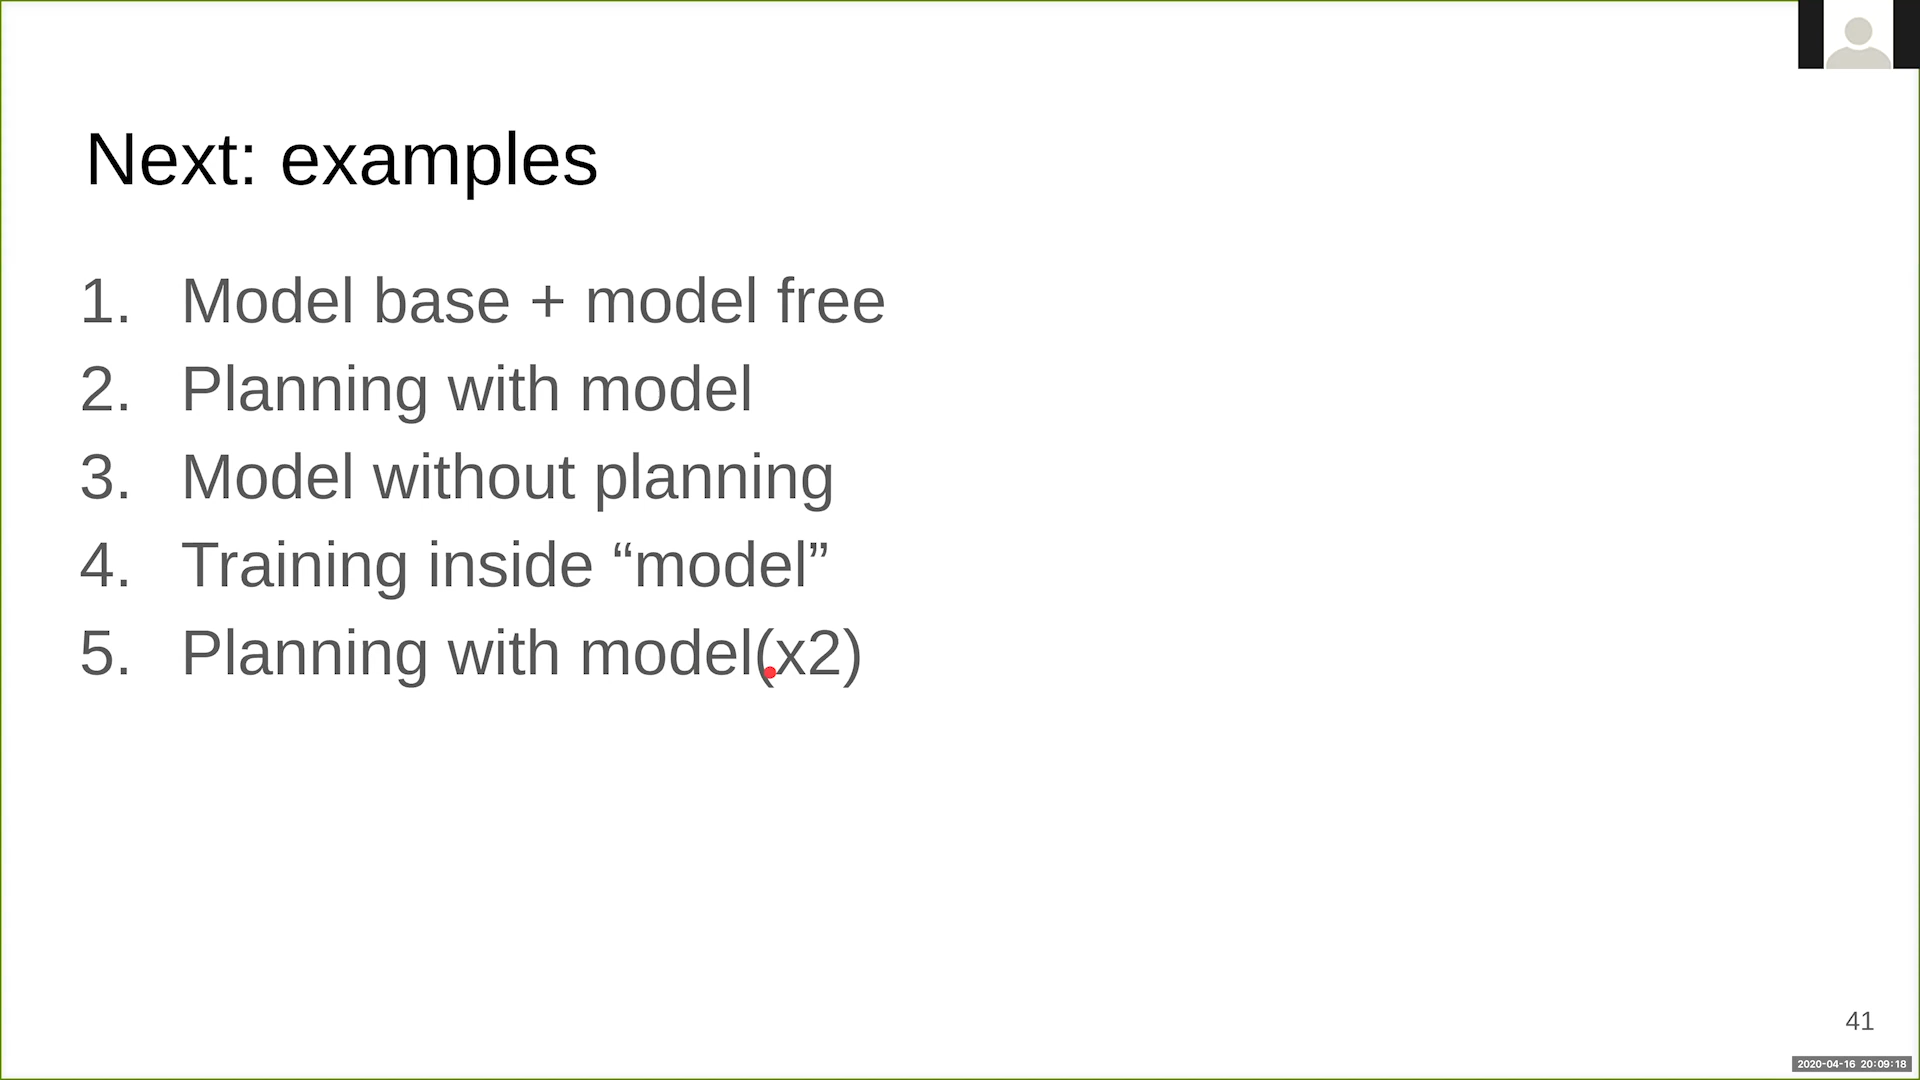 Next: examples
1. Model base + model free
2. Planning with model
3. Model without planning
4. Training inside “model”
5. Planning with model(x2)
41
2020-04-16 20:09:18